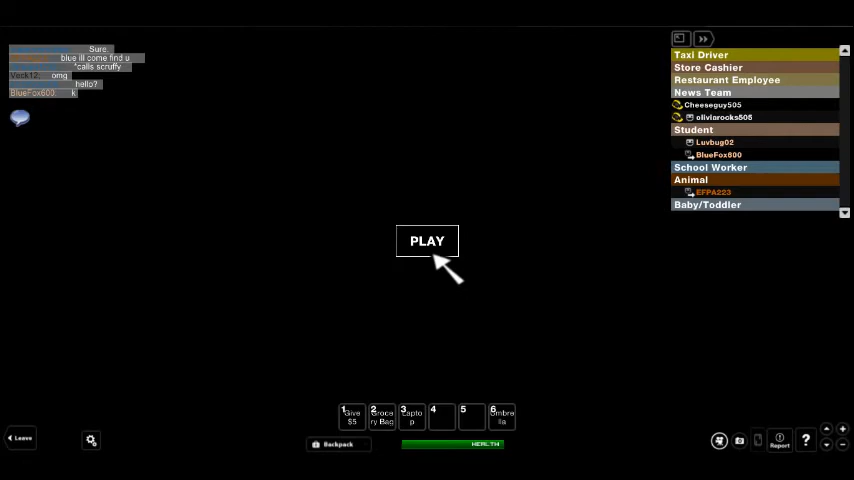 Sure.
blue ill come find u
*calls scruffy
Veck12; omg
hello?
BlueFox600; k
Taxi Driver
Store Cashier
Restaurant Employee
News Team
Cheeseguy505
oliviarocks505
Student
Luvbug02
BlueFox600
School Worker
Animal
EFPA223
Baby/Toddler
PLAY
1 Give $5
2 Grocery Bag
3 Laptop
4
5
6 Umbrella
Leave
Backpack
HEALTH
Report
?